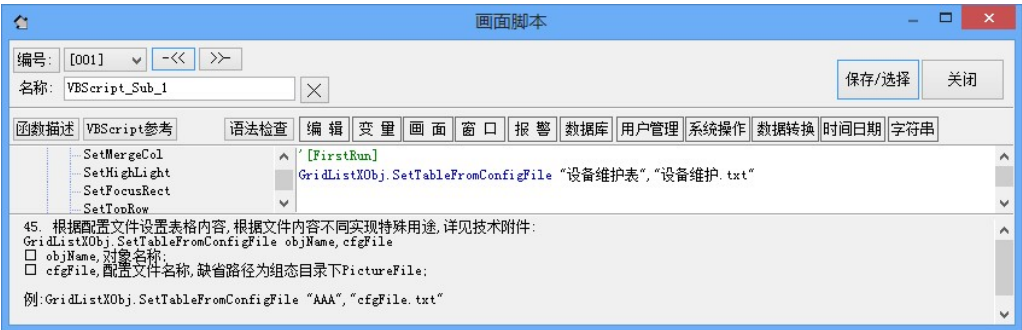 画面脚本
编号: [001] -<< >>-
保存/选择 关闭
名称: VBScript_Sub_1
函数描述 VBScript参考 语法检查 编 辑 变 量 画 面 窗 口 报 警 数据库 用户管理 系统操作 数据转换 时间日期 字符串
SetMergeCol
SetHighLight
SetFocusRect
SetTopRow
'[FirstRun]
GridListXObj.SetTableFromConfigFile "设备维护表","设备维护.txt"
45. 根据配置文件设置表格内容,根据文件内容不同实现特殊用途,详见技术附件:
GridListXObj.SetTableFromConfigFile objName,cfgFile
□ objName,对象名称;
□ cfgFile,配置文件名称,缺省路径为组态目录下PictureFile;
例:GridListXObj.SetTableFromConfigFile "AAA","cfgFile.txt"